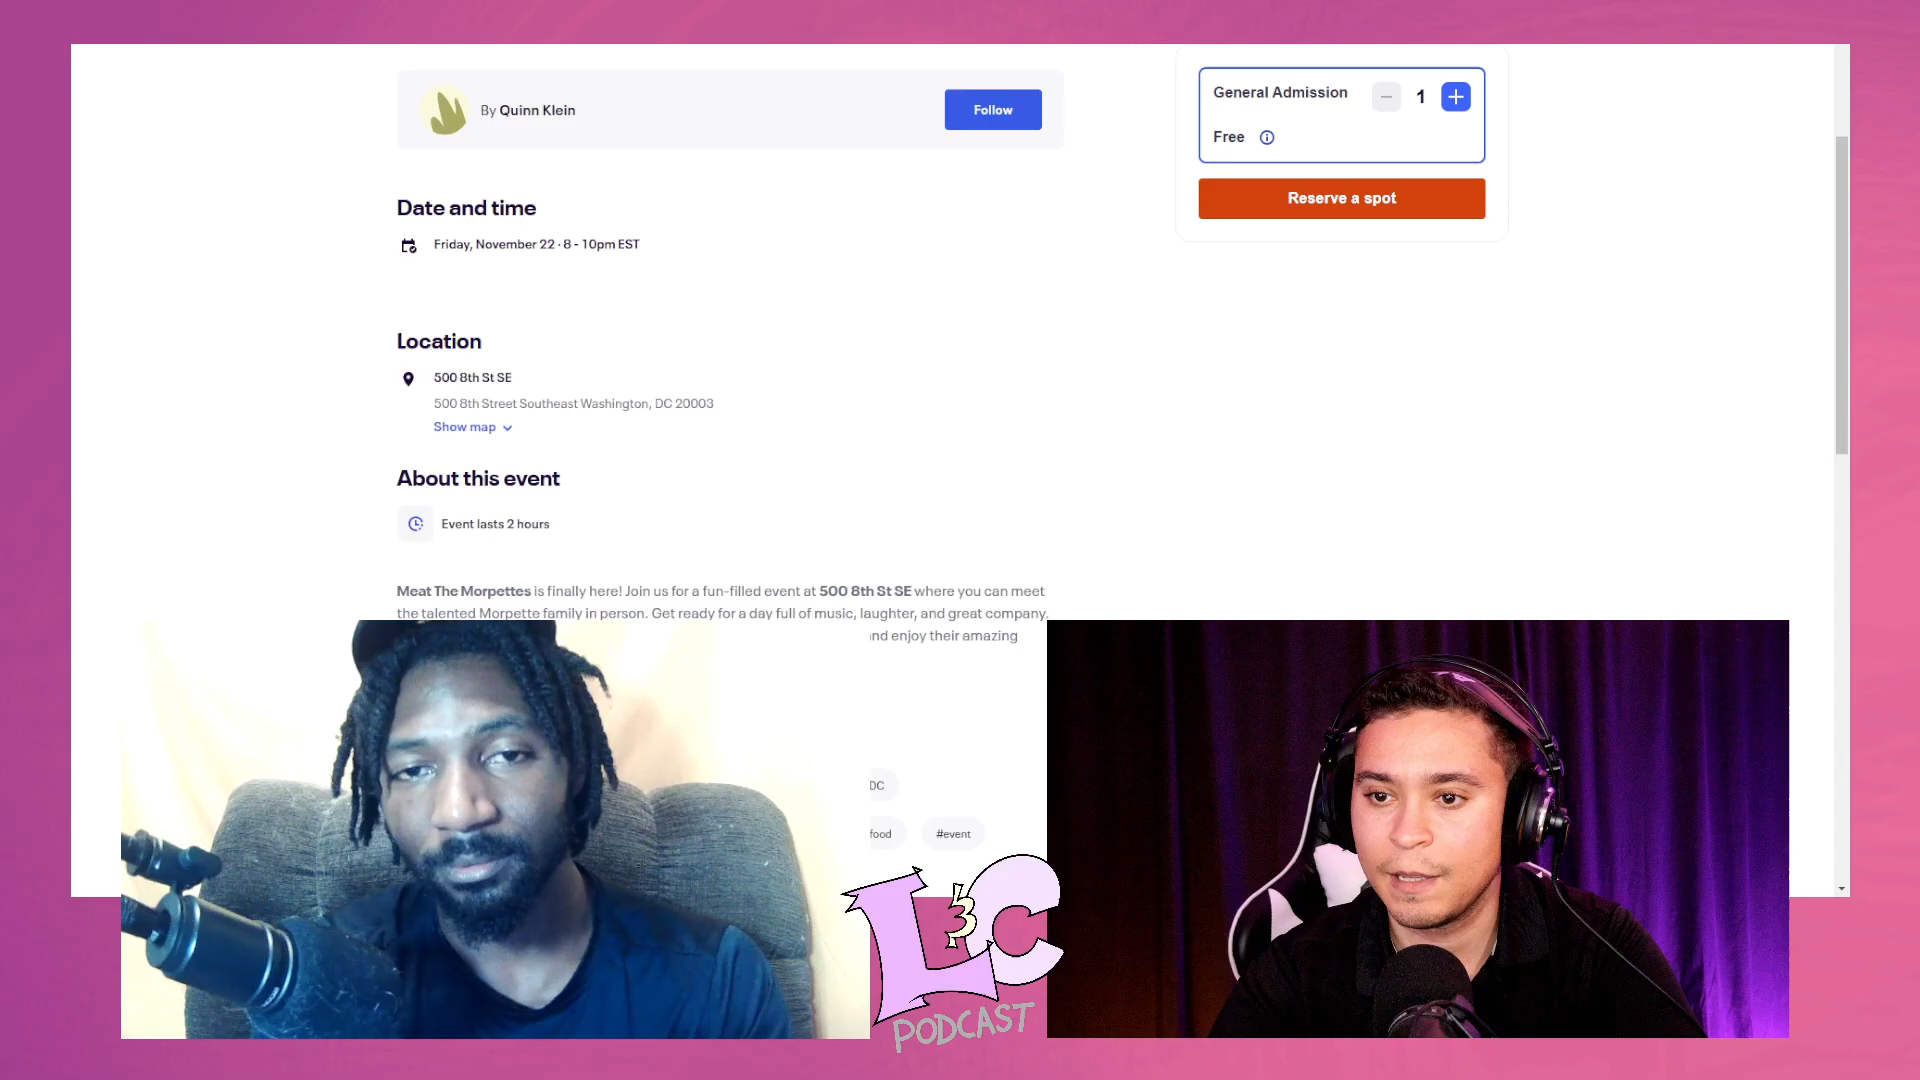 By Quinn Klein
Follow
General Admission
1
Free
Reserve a spot
Date and time
Friday, November 22 · 8 - 10pm EST
Location
500 8th St SE
500 8th Street Southeast Washington, DC 20003
Show map
About this event
Event lasts 2 hours
Meat The Morpettes is finally here! Join us for a fun-filled event at 500 8th St SE where you can meet
the talented Morpette family in person. Get ready for a day full of music, laughter, and great company.
and enjoy their amazing
DC
food
#event
L3C
PODCAST